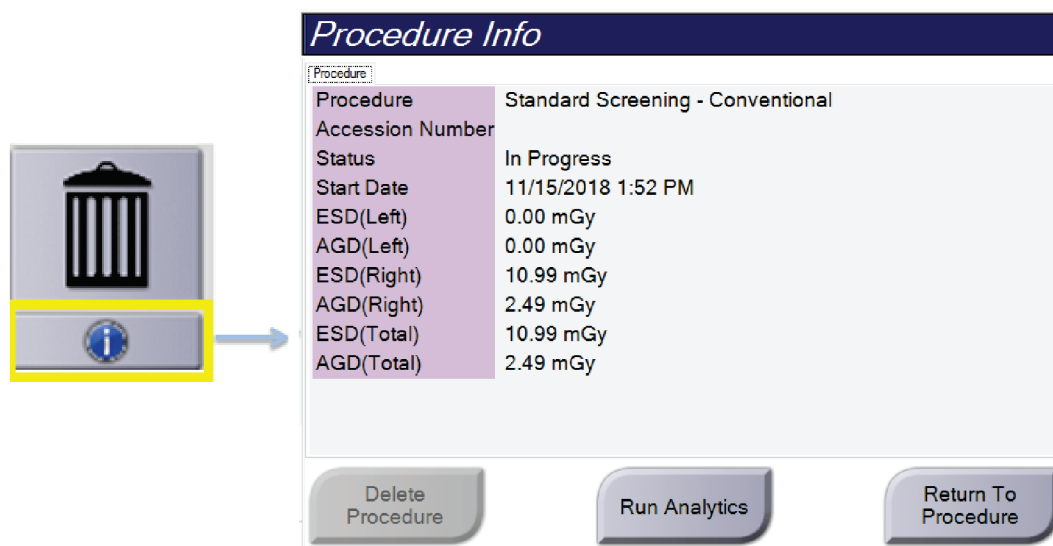 Procedure Info
Procedure
Procedure Standard Screening - Conventional
Accession Number
Status In Progress
Start Date 11/15/2018 1:52 PM
ESD(Left) 0.00 mGy
AGD(Left) 0.00 mGy
ESD(Right) 10.99 mGy
AGD(Right) 2.49 mGy
ESD(Total) 10.99 mGy
AGD(Total) 2.49 mGy
i
Delete
Procedure
Run Analytics
Return To
Procedure